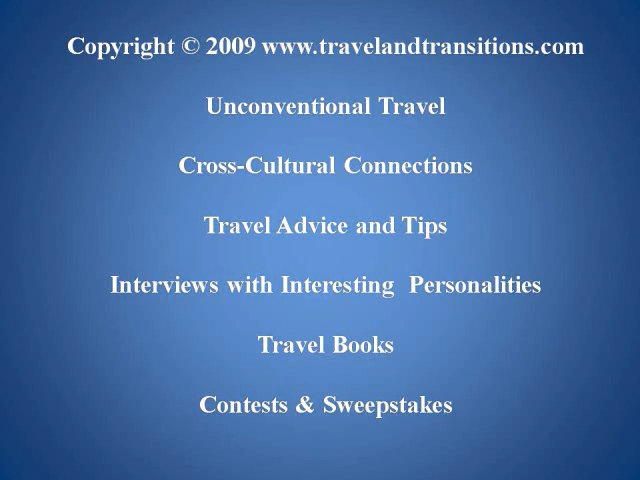 Copyright © 2009 www.travelandtransitions.com
Unconventional Travel
Cross-Cultural Connections
Travel Advice and Tips
Interviews with Interesting  Personalities
Travel Books
Contests & Sweepstakes